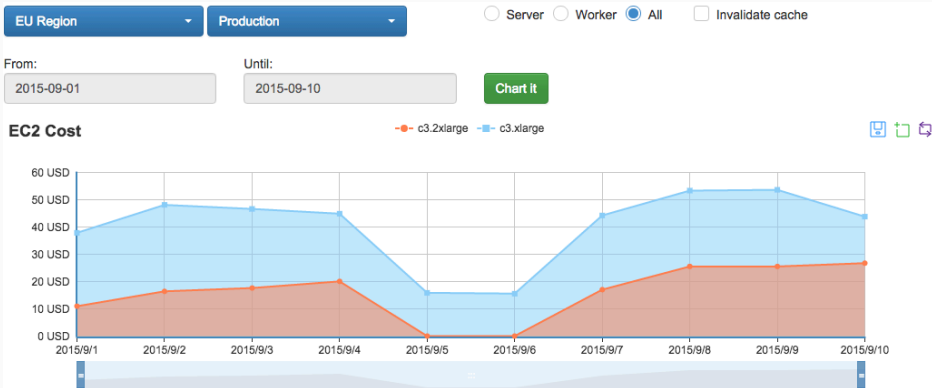 EU Region Production Server Worker All Invalidate cache
From: Until:
2015-09-01 2015-09-10 Chart it
EC2 Cost c3.2xlarge c3.xlarge
60 USD
50 USD
40 USD
30 USD
20 USD
10 USD
0 USD
2015/9/1 2015/9/2 2015/9/3 2015/9/4 2015/9/5 2015/9/6 2015/9/7 2015/9/8 2015/9/9 2015/9/10